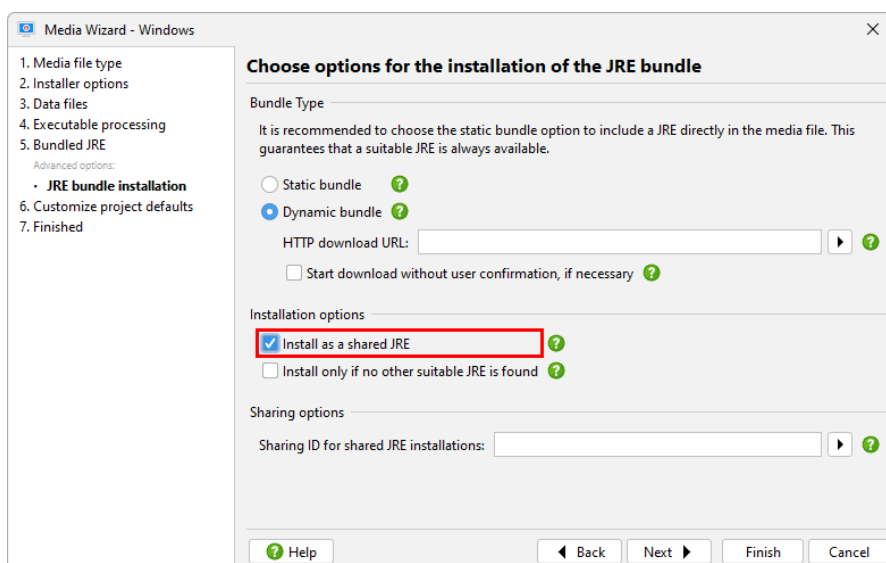 Media Wizard - Windows
1. Media file type
2. Installer options
3. Data files
4. Executable processing
5. Bundled JRE
Advanced options:
· JRE bundle installation
6. Customize project defaults
7. Finished
Choose options for the installation of the JRE bundle
Bundle Type
It is recommended to choose the static bundle option to include a JRE directly in the media file. This
guarantees that a suitable JRE is always available.
Static bundle ?
Dynamic bundle ?
HTTP download URL: ?
Start download without user confirmation, if necessary ?
Installation options
Install as a shared JRE ?
Install only if no other suitable JRE is found ?
Sharing options
Sharing ID for shared JRE installations: ?
? Help
Back
Next
Finish
Cancel